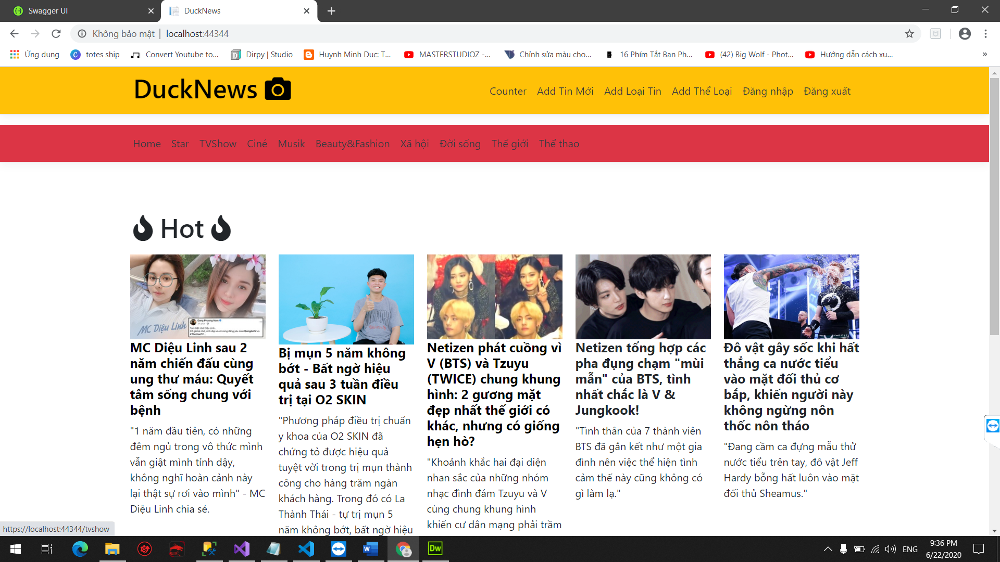 Swagger UI
DuckNews
Không bảo mật | localhost:44344
Ứng dụng
totes ship
Convert Youtube to...
Dirpy | Studio
Huynh Minh Duc: T...
MASTERSTUDIOZ -...
Chỉnh sửa màu cho...
16 Phím Tắt Bạn Ph...
(42) Big Wolf - Phot...
Hướng dẫn cách xu...
»
DuckNews
Counter
Add Tin Mới
Add Loại Tin
Add Thể Loại
Đăng nhập
Đăng xuất
Home
Star
TVShow
Ciné
Musik
Beauty&Fashion
Xã hội
Đời sống
Thế giới
Thể thao
Hot
MC Diệu Linh
MC Diệu Linh sau 2
năm chiến đấu cùng
ung thư máu: Quyết
tâm sống chung với
bệnh
"1 năm đầu tiên, có những
đêm ngủ trong vô thức mình
vẫn giật mình tỉnh dậy,
không nghĩ hoàn cảnh này
lại thật sự rơi vào mình" - MC
Diệu Linh chia sẻ.
Bị mụn 5 năm không
bớt - Bất ngờ hiệu
quả sau 3 tuần điều
trị tại O2 SKIN
"Phương pháp điều trị chuẩn
y khoa của O2 SKIN đã
chứng tỏ được hiệu quả
tuyệt vời trong trị mụn thành
công cho hàng trăm ngàn
khách hàng. Trong đó có La
Thành Thái - tự trị mụn 5
năm không bớt, bất ngờ hiệu
Netizen phát cuồng vì
V (BTS) và Tzuyu
(TWICE) chung khung
hình: 2 gương mặt
đẹp nhất thế giới có
khác, nhưng có giống
hẹn hò?
"Khoảnh khắc hai đại diện
nhan sắc của những nhóm
nhạc đình đám Tzuyu và V
cùng chung khung hình
khiến cư dân mạng phải trầm
Netizen tổng hợp các
pha đụng chạm "mùi
mẫn" của BTS, tình
nhất chắc là V &
Jungkook!
"Tình thân của 7 thành viên
BTS đã gắn kết như một gia
đình nên việc thể hiện tình
cảm thế này cũng không có
gì làm lạ."
Đô vật gây sốc khi hất
thẳng ca nước tiểu
vào mặt đối thủ cơ
bắp, khiến người này
không ngừng nôn
thốc nôn tháo
"Đang cầm ca đựng mẫu thử
nước tiểu trên tay, đô vật Jeff
Hardy bỗng hất luôn vào mặt
đối thủ Sheamus."
https://localhost:44344/tvshow
Dw
ENG
9:36 PM
6/22/2020